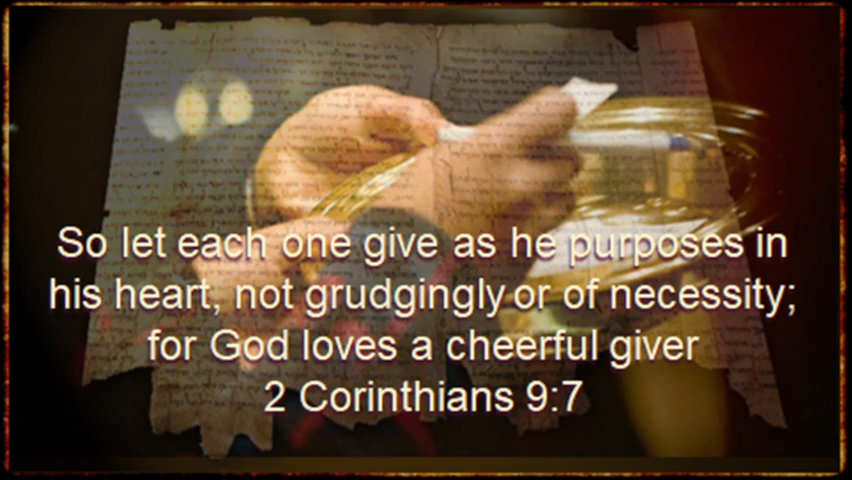 So let each one give as he purposes in
his heart, not grudgingly or of necessity;
for God loves a cheerful giver
2 Corinthians 9:7